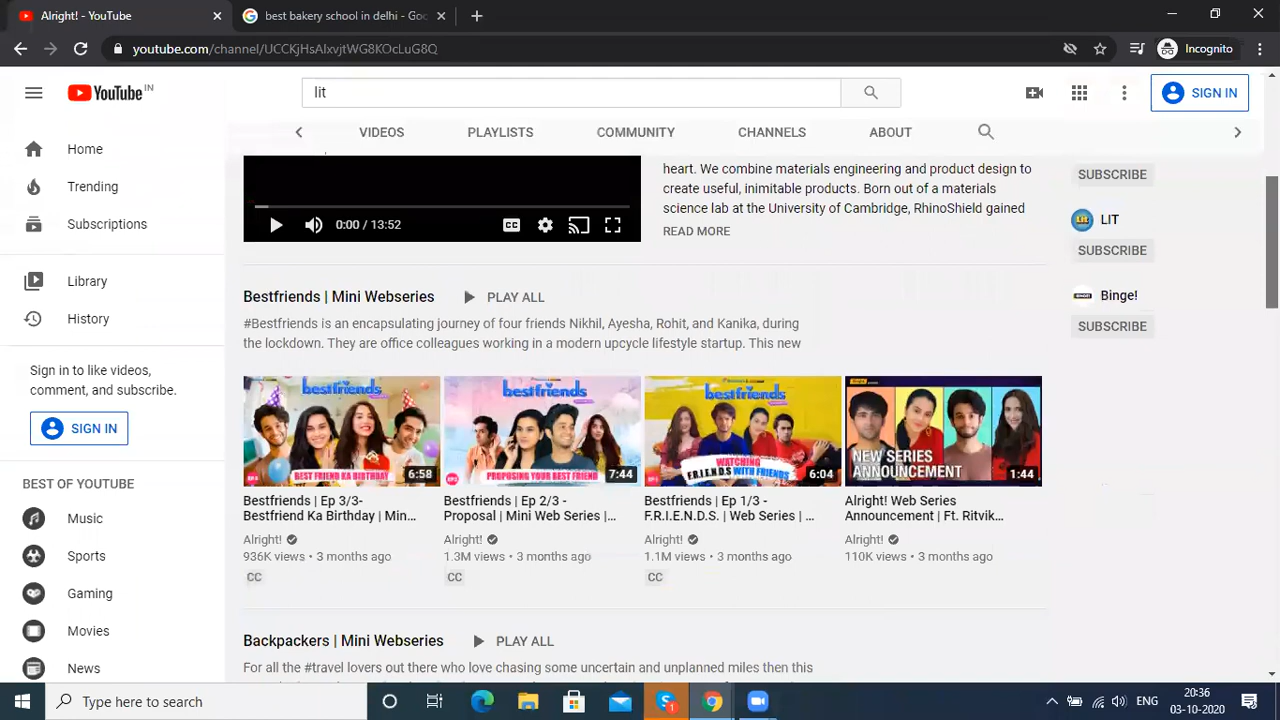 Alright! - YouTube
best bakery school in delhi - Goo
youtube.com/channel/UCCKjHsAlxvjtWG8KOcLuG8Q
Incognito
YouTube IN
lit
SIGN IN
VIDEOS PLAYLISTS COMMUNITY CHANNELS ABOUT
Home
Trending
Subscriptions
Library
History
Sign in to like videos,
comment, and subscribe.
SIGN IN
BEST OF YOUTUBE
Music
Sports
Gaming
Movies
News
0:00 / 13:52
CC
heart. We combine materials engineering and product design to
create useful, inimitable products. Born out of a materials
science lab at the University of Cambridge, RhinoShield gained
READ MORE
SUBSCRIBE
Lit
LIT
SUBSCRIBE
Binge!
SUBSCRIBE
Bestfriends | Mini Webseries
PLAY ALL
#Bestfriends is an encapsulating journey of four friends Nikhil, Ayesha, Rohit, and Kanika, during
the lockdown. They are office colleagues working in a modern upcycle lifestyle startup. This new
bestfriends
BEST FRIEND KA BIRTHDAY
6:58
Bestfriends | Ep 3/3-
Bestfriend Ka Birthday | Min...
Alright!
936K views • 3 months ago
CC
bestfriends
PROPOSING YOUR BEST FRIEND
7:44
Bestfriends | Ep 2/3 -
Proposal | Mini Web Series |...
Alright!
1.3M views • 3 months ago
CC
bestfriends
WATCHING
F.R.I.E.N.D.S WITH FRIENDS
6:04
Bestfriends | Ep 1/3 -
F.R.I.E.N.D.S. | Web Series | ...
Alright!
1.1M views • 3 months ago
CC
NEW SERIES
ANNOUNCEMENT
1:44
Alright! Web Series
Announcement | Ft. Ritvik...
Alright!
110K views • 3 months ago
Backpackers | Mini Webseries
PLAY ALL
For all the #travel lovers out there who love chasing some uncertain and unplanned miles then this
Type here to search
ENG
20:36
03-10-2020